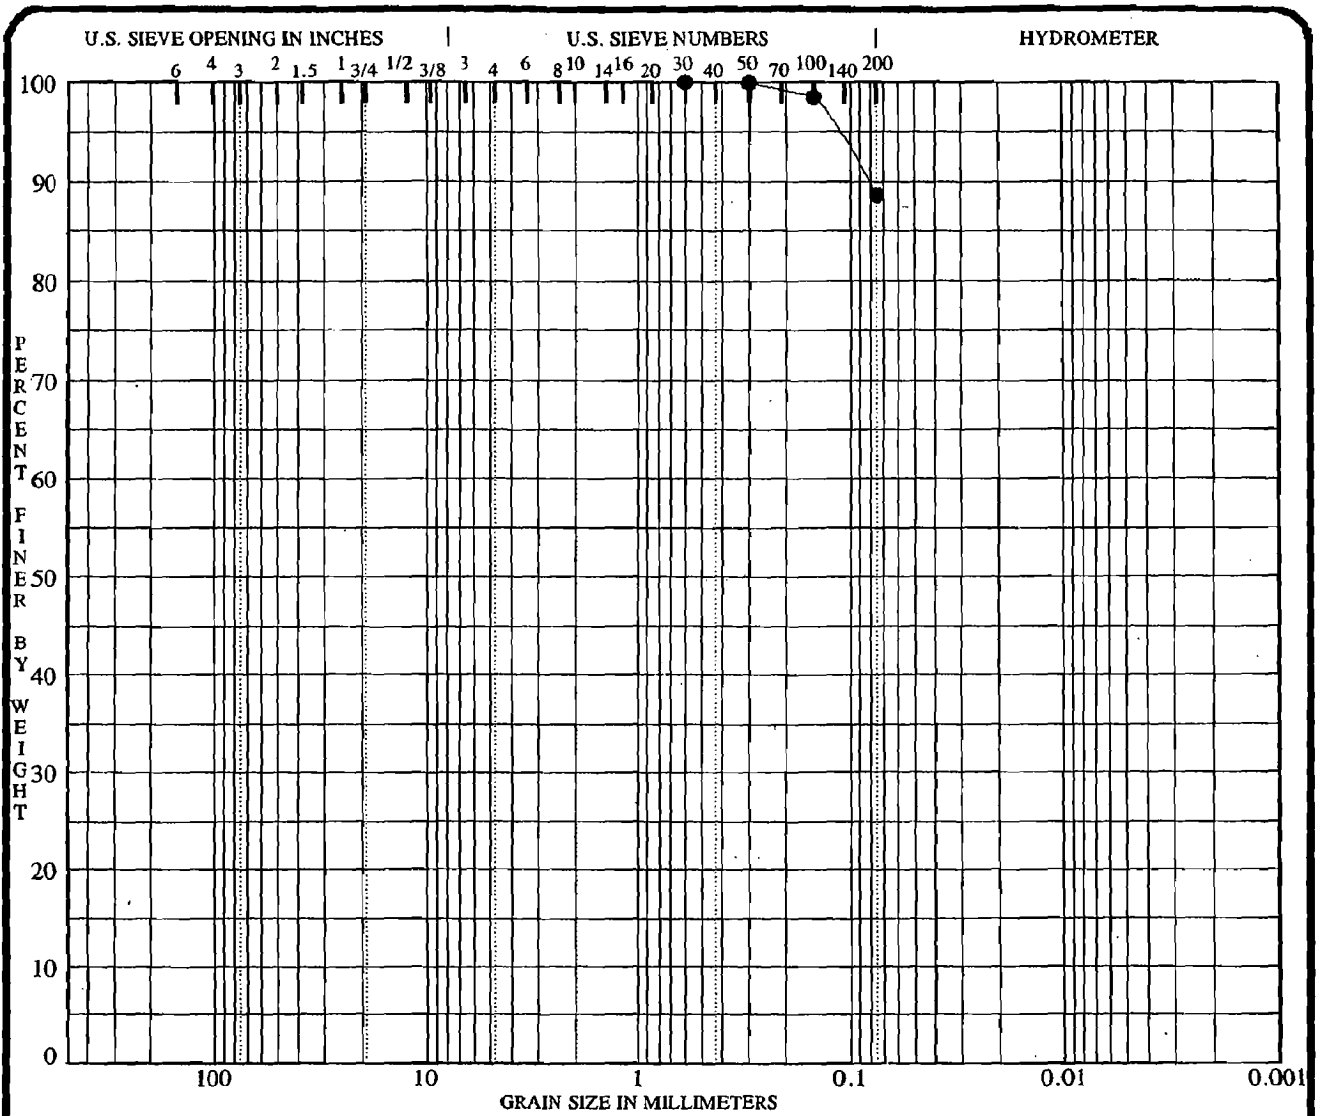 U.S. SIEVE OPENING IN INCHES | U.S. SIEVE NUMBERS | HYDROMETER
6 4 3 2 1.5 1 3/4 1/2 3/8 3 4 6 8 10 14 16 20 30 40 50 70 100 140 200
100
90
80
70
60
50
40
30
20
10
0
PERCENT FINER BY WEIGHT
100 10 1 0.1 0.01 0.001
GRAIN SIZE IN MILLIMETERS